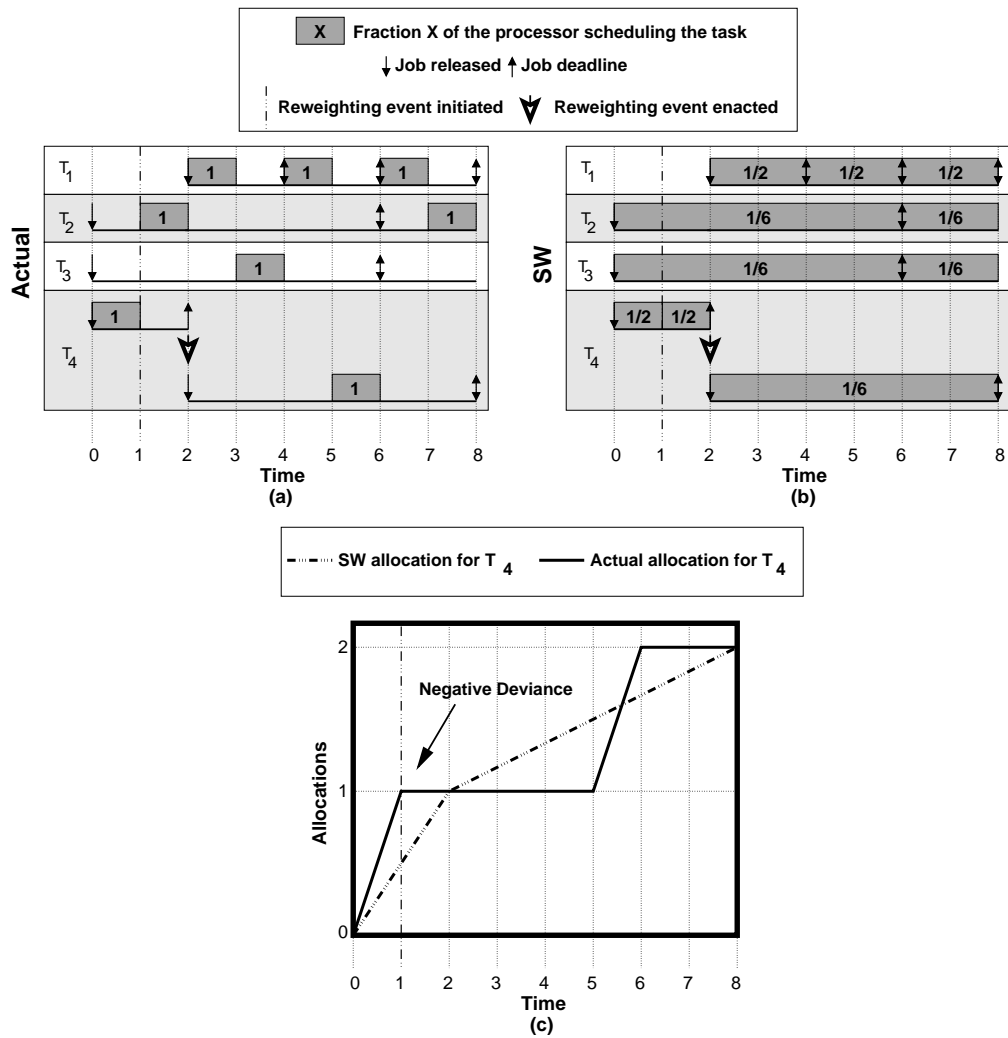 X Fraction X of the processor scheduling the task
Job released Job deadline
Reweighting event initiated Reweighting event enacted
Actual
T1 1 1 1
T2 1 1
T3 1
1
T4
1
0 1 2 3 4 5 6 7 8
Time
(a)
SW
T1 1/2 1/2 1/2
T2 1/6 1/6
T3 1/6 1/6
1/2 1/2
T4
1/6
0 1 2 3 4 5 6 7 8
Time
(b)
SW allocation for T 4 Actual allocation for T 4
Allocations
2
Negative Deviance
1
0
0 1 2 3 4 5 6 7 8
Time
(c)